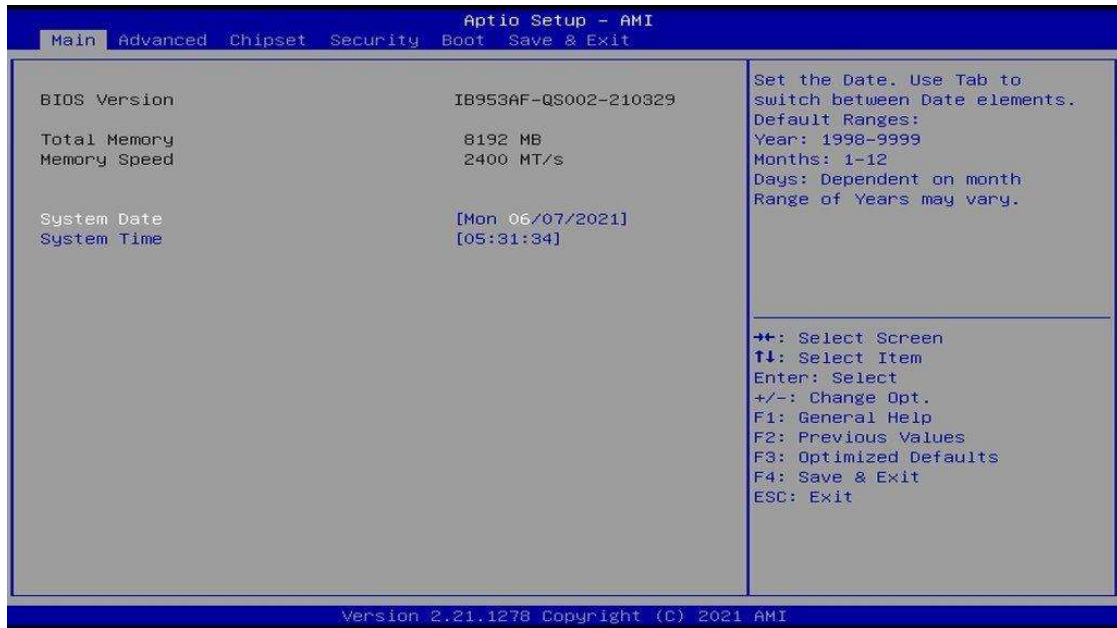 Aptio Setup – AMI
Main Advanced Chipset Security Boot Save & Exit
BIOS Version IB953AF-QS002-210329
Total Memory 8192 MB
Memory Speed 2400 MT/s
System Date [Mon 06/07/2021]
System Time [05:31:34]
Set the Date. Use Tab to
switch between Date elements.
Default Ranges:
Year: 1998-9999
Months: 1-12
Days: Dependent on month
Range of Years may vary.
→←: Select Screen
↑↓: Select Item
Enter: Select
+/-: Change Opt.
F1: General Help
F2: Previous Values
F3: Optimized Defaults
F4: Save & Exit
ESC: Exit
Version 2.21.1278 Copyright (C) 2021 AMI